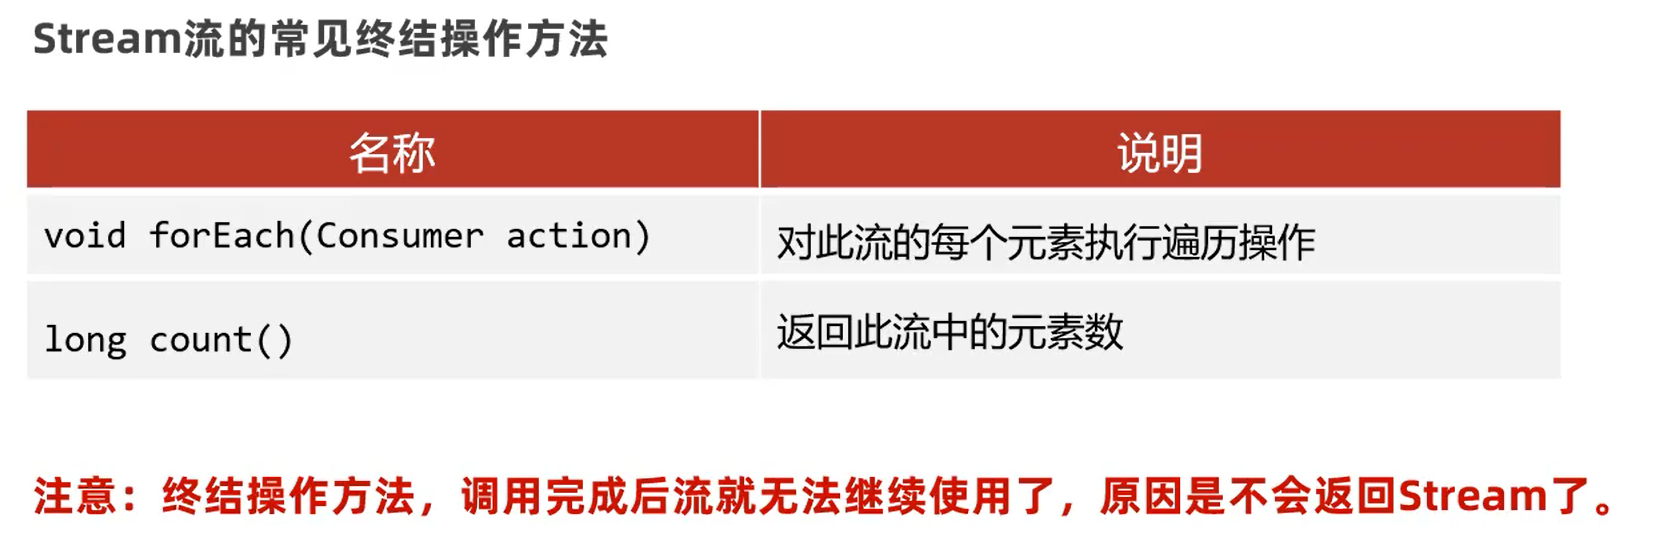 Stream流的常见终结操作方法
名称 说明
void forEach(Consumer action) 对此流的每个元素执行遍历操作
long count() 返回此流中的元素数
注意：终结操作方法，调用完成后流就无法继续使用了，原因是不会返回Stream了。